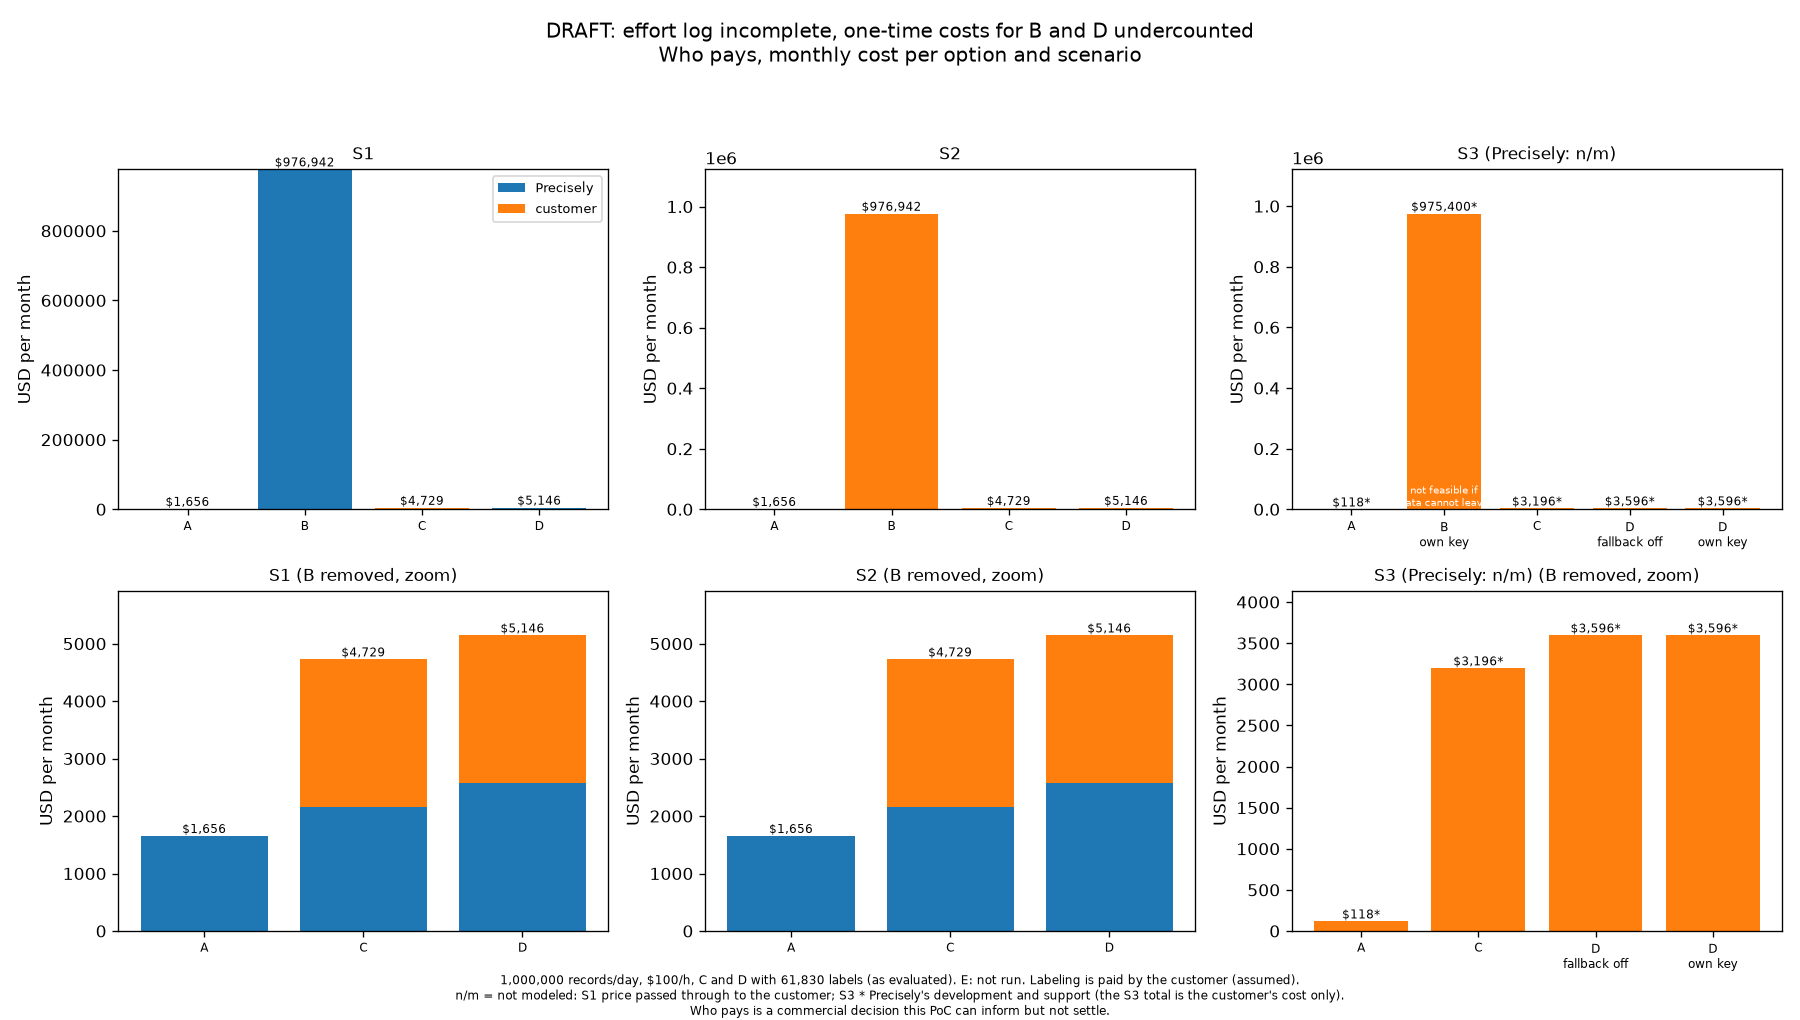 DRAFT: effort log incomplete, one-time costs for B and D undercounted
Who pays, monthly cost per option and scenario
S1
USD per month
800000
600000
400000
200000
0
$1,656
$976,942
$4,729
$5,146
Precisely
customer
A
B
C
D
S2
1e6
USD per month
1.0
0.8
0.6
0.4
0.2
0.0
$1,656
$976,942
$4,729
$5,146
A
B
C
D
S3 (Precisely: n/m)
1e6
USD per month
1.0
0.8
0.6
0.4
0.2
0.0
$118*
$975,400*
not feasible if
ata cannot leav
$3,196*
$3,596*
$3,596*
A
B
own key
C
D
fallback off
D
own key
S1 (B removed, zoom)
USD per month
5000
4000
3000
2000
1000
0
$1,656
$4,729
$5,146
A
C
D
S2 (B removed, zoom)
USD per month
5000
4000
3000
2000
1000
0
$1,656
$4,729
$5,146
A
C
D
S3 (Precisely: n/m) (B removed, zoom)
USD per month
4000
3500
3000
2500
2000
1500
1000
500
0
$118*
$3,196*
$3,596*
$3,596*
A
C
D
fallback off
D
own key
1,000,000 records/day, $100/h, C and D with 61,830 labels (as evaluated). E: not run. Labeling is paid by the customer (assumed).
n/m = not modeled: S1 price passed through to the customer; S3 * Precisely's development and support (the S3 total is the customer's cost only).
Who pays is a commercial decision this PoC can inform but not settle.